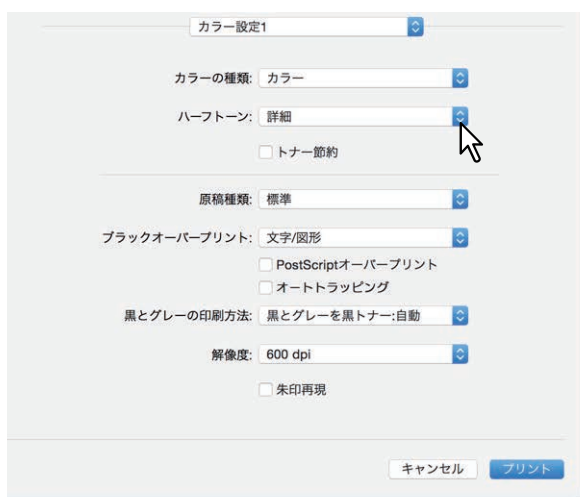 カラー設定1
カラーの種類: カラー
ハーフトーン: 詳細
トナー節約
原稿種類: 標準
ブラックオーバープリント: 文字/図形
PostScriptオーバープリント
オートトラッピング
黒とグレーの印刷方法: 黒とグレーを黒トナー:自動
解像度: 600 dpi
朱印再現
キャンセル プリント